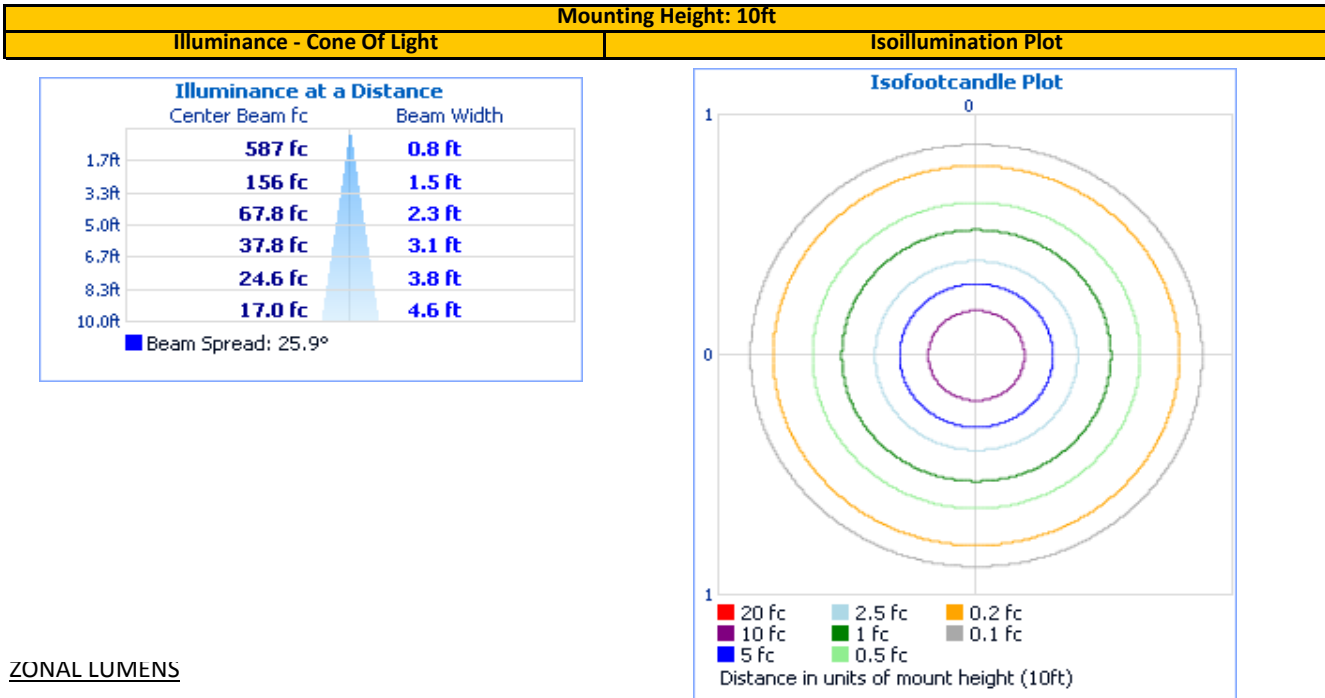 Mounting Height: 10ft
Illuminance - Cone Of Light
Isoillumination Plot
Illuminance at a Distance
Center Beam fc Beam Width
1.7ft 587 fc 0.8 ft
3.3ft 156 fc 1.5 ft
5.0ft 67.8 fc 2.3 ft
6.7ft 37.8 fc 3.1 ft
8.3ft 24.6 fc 3.8 ft
10.0ft 17.0 fc 4.6 ft
Beam Spread: 25.9°
Isofootcandle Plot
0
1
0
1
20 fc 2.5 fc 0.2 fc
10 fc 1 fc 0.1 fc
5 fc 0.5 fc
Distance in units of mount height (10ft)
ZONAL LUMENS